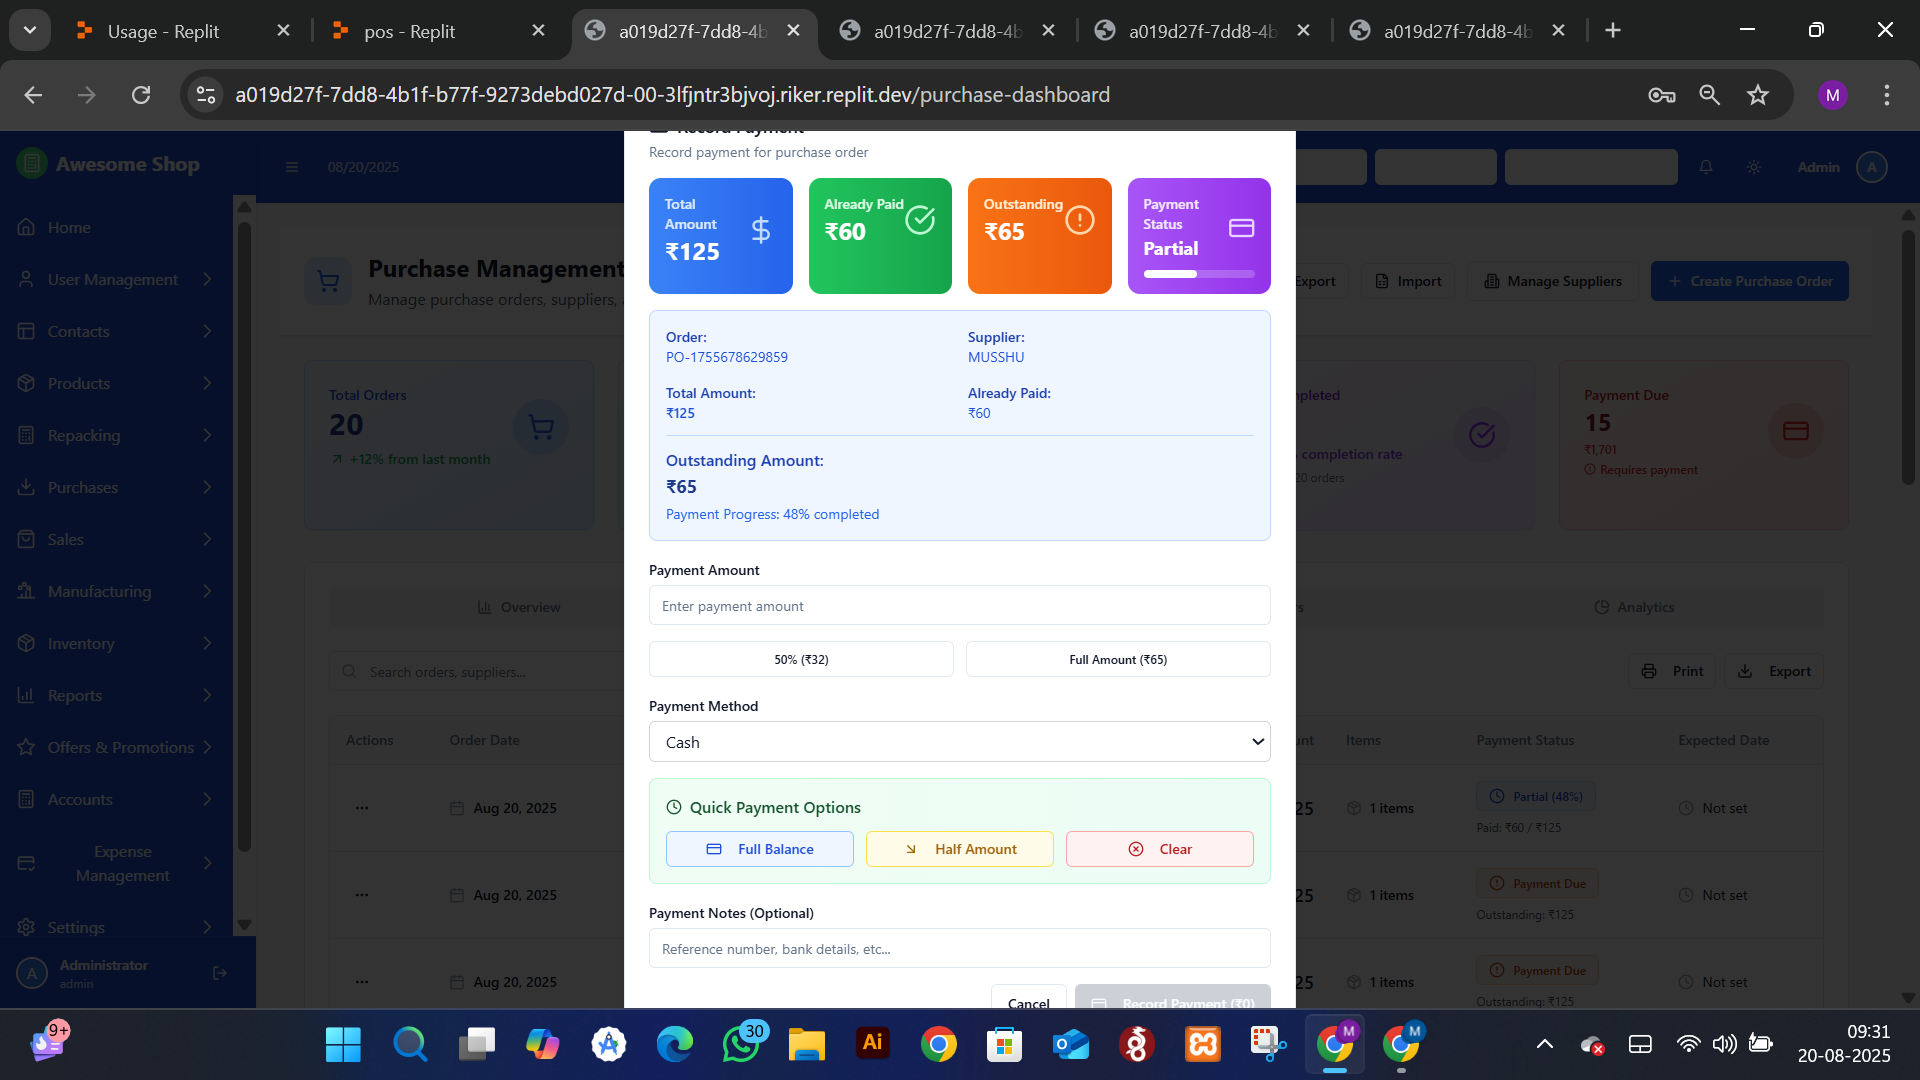 Usage - Replit
pos - Replit
a019d27f-7dd8-4b
a019d27f-7dd8-4b
a019d27f-7dd8-4b
a019d27f-7dd8-4b
a019d27f-7dd8-4b1f-b77f-9273debd027d-00-3lfjntr3bjvoj.riker.replit.dev/purchase-dashboard
M
Awesome Shop
08/20/2025
Admin
A
Home
User Management
Contacts
Products
Repacking
Purchases
Sales
Manufacturing
Inventory
Reports
Offers & Promotions
Accounts
Expense
Management
Settings
A
Administrator
admin
Purchase Management
Manage purchase orders, suppliers,
Export
Import
Manage Suppliers
Create Purchase Order
Total Orders
20
+12% from last month
mpleted
completion rate
20 orders
Payment Due
15
₹1,701
Requires payment
Overview
rs
Analytics
Search orders, suppliers...
Print
Export
Actions
Order Date
unt
Items
Payment Status
Expected Date
Aug 20, 2025
25
1 items
Partial (48%)
Paid: ₹60 / ₹125
Not set
Aug 20, 2025
25
1 items
Payment Due
Outstanding: ₹125
Not set
Aug 20, 2025
25
1 items
Payment Due
Outstanding: ₹125
Not set
Record Payment
Record payment for purchase order
Total
Amount
₹125
Already Paid
₹60
Outstanding
₹65
Payment
Status
Partial
Order:
PO-1755678629859
Supplier:
MUSSHU
Total Amount:
₹125
Already Paid:
₹60
Outstanding Amount:
₹65
Payment Progress: 48% completed
Payment Amount
Enter payment amount
50% (₹32)
Full Amount (₹65)
Payment Method
Cash
Quick Payment Options
Full Balance
Half Amount
Clear
Payment Notes (Optional)
Reference number, bank details, etc...
Cancel
Record Payment (₹0)
9+
30
Ai
M
M
09:31
20-08-2025